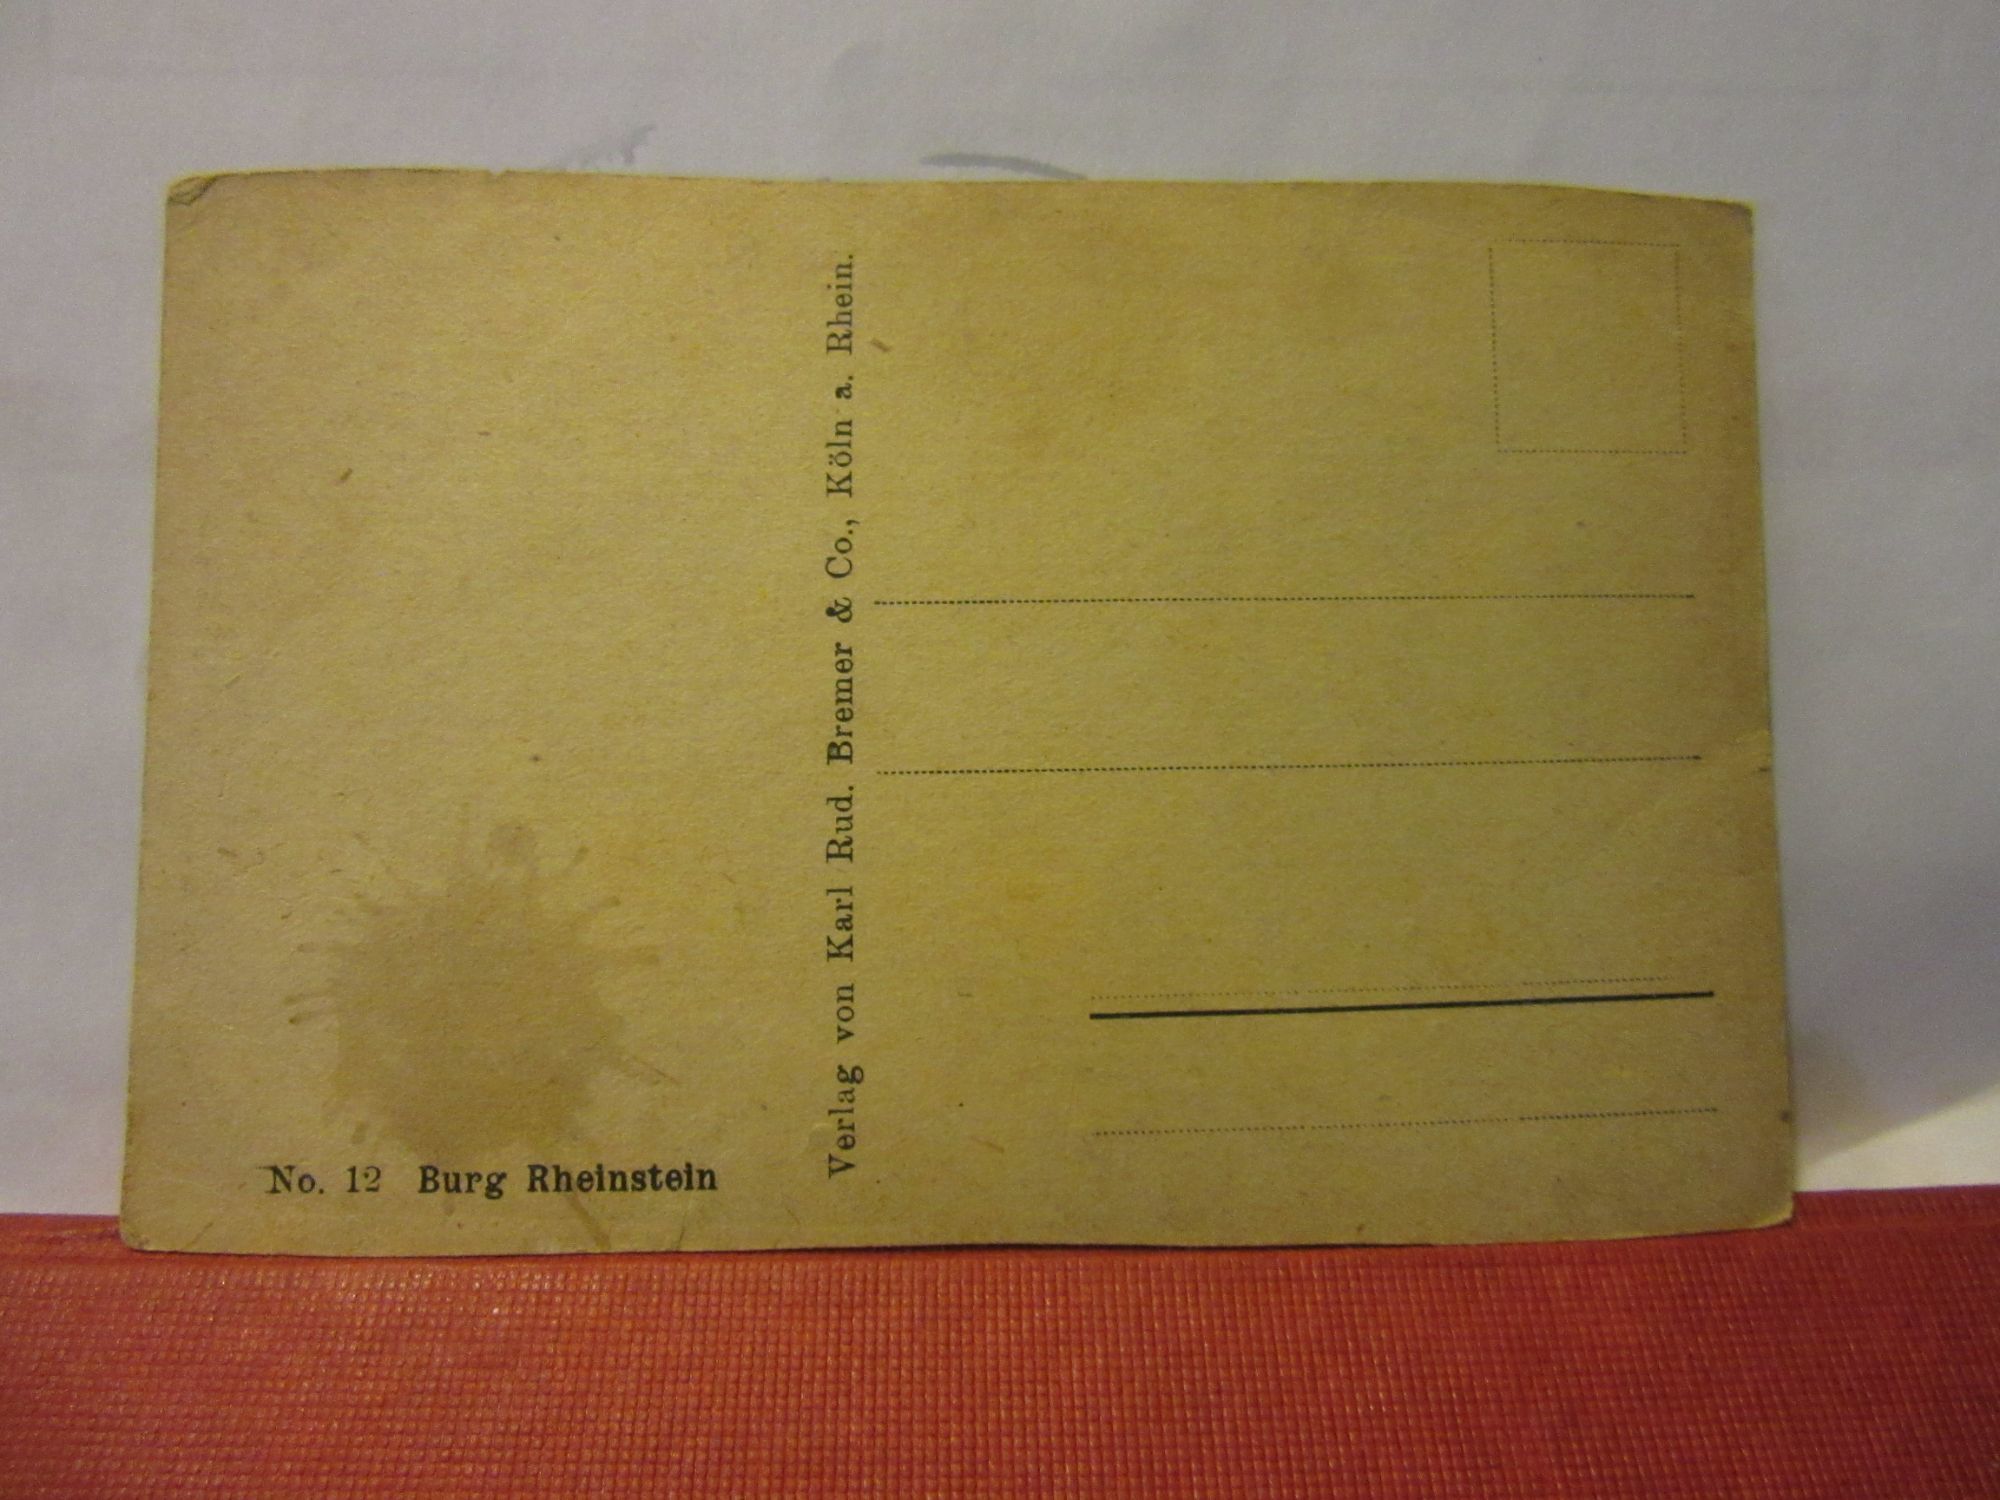 Verlag von Karl Rud. Bremer & Co., Köln a. Rhein.
No. 12 Burg Rheinstein